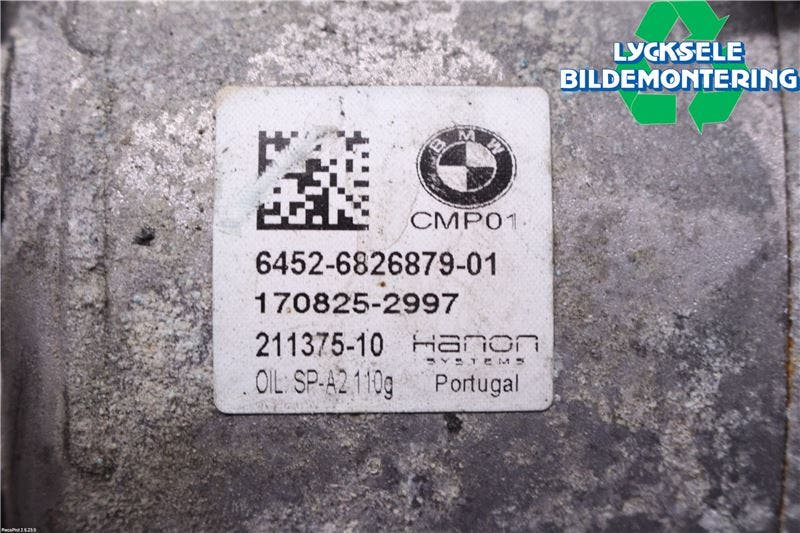 LYCKSELE
BILDEMONTERING
BMW
CMP01
6452-6826879-01
170825-2997
211375-10 Hanon
SYSTEMS
OIL: SP-A2 110g Portugal